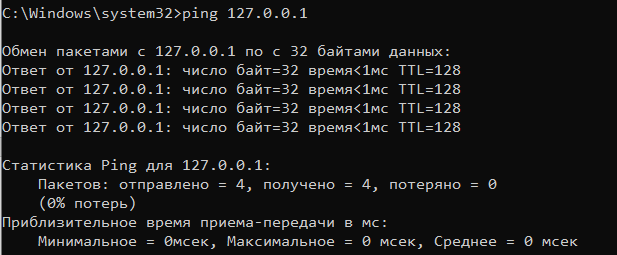 C:\Windows\system32>ping 127.0.0.1
Обмен пакетами с 127.0.0.1 по с 32 байтами данных:
Ответ от 127.0.0.1: число байт=32 время<1мс TTL=128
Ответ от 127.0.0.1: число байт=32 время<1мс TTL=128
Ответ от 127.0.0.1: число байт=32 время<1мс TTL=128
Ответ от 127.0.0.1: число байт=32 время<1мс TTL=128
Статистика Ping для 127.0.0.1:
Пакетов: отправлено = 4, получено = 4, потеряно = 0
(0% потерь)
Приблизительное время приема-передачи в мс:
Минимальное = 0мсек, Максимальное = 0 мсек, Среднее = 0 мсек